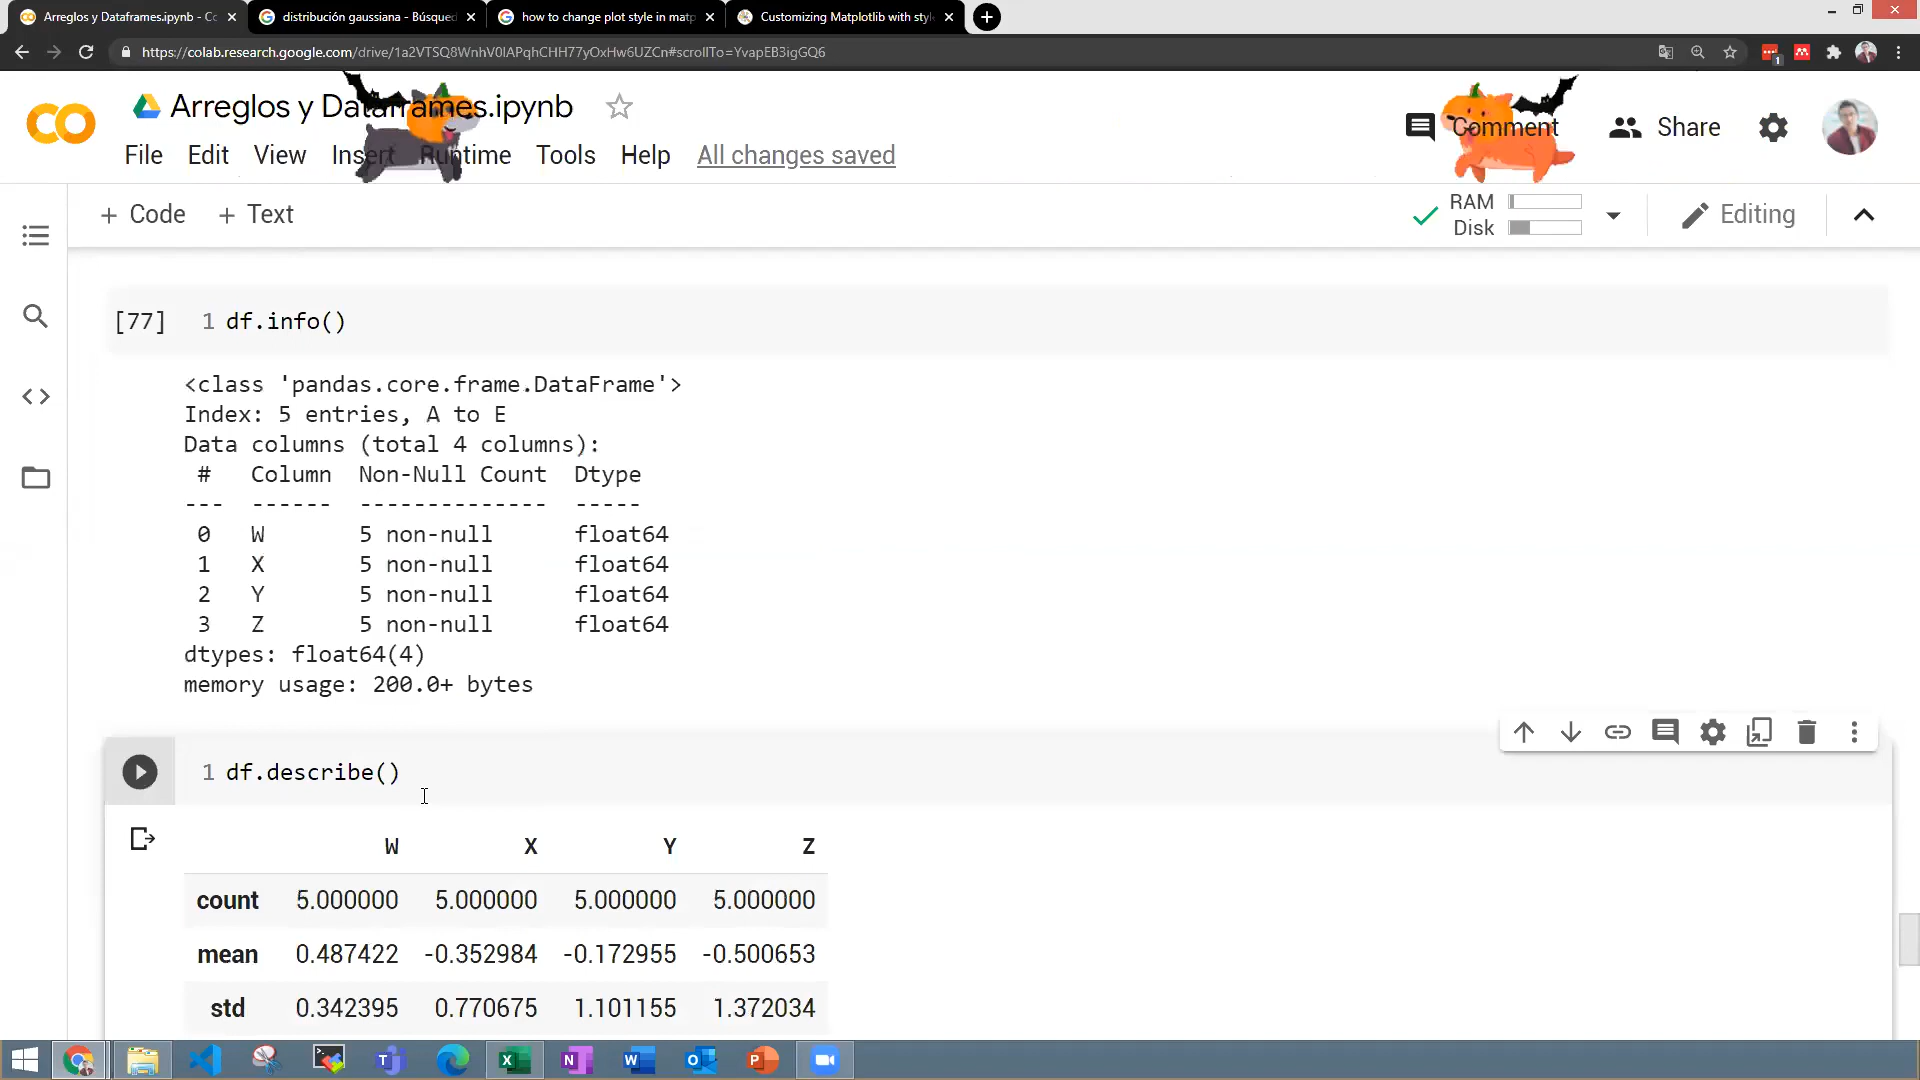 Arreglos y Dataframes.ipynb - Co
distribución gaussiana - Búsqued
how to change plot style in matp
Customizing Matplotlib with styl
https://colab.research.google.com/drive/1a2VTSQ8WnhV0lAPqhCHH77yOxHw6UZCn#scrollTo=YvapEB3igGQ6
Arreglos y Dataframes.ipynb
Comment
Share
File Edit View Insert Runtime Tools Help All changes saved
+ Code + Text
RAM
Disk
Editing
[77] 1 df.info()
<class 'pandas.core.frame.DataFrame'>
Index: 5 entries, A to E
Data columns (total 4 columns):
# Column Non-Null Count Dtype
--- ------ -------------- -----
0 W 5 non-null float64
1 X 5 non-null float64
2 Y 5 non-null float64
3 Z 5 non-null float64
dtypes: float64(4)
memory usage: 200.0+ bytes
1 df.describe()
W X Y Z
count 5.000000 5.000000 5.000000 5.000000
mean 0.487422 -0.352984 -0.172955 -0.500653
std 0.342395 0.770675 1.101155 1.372034